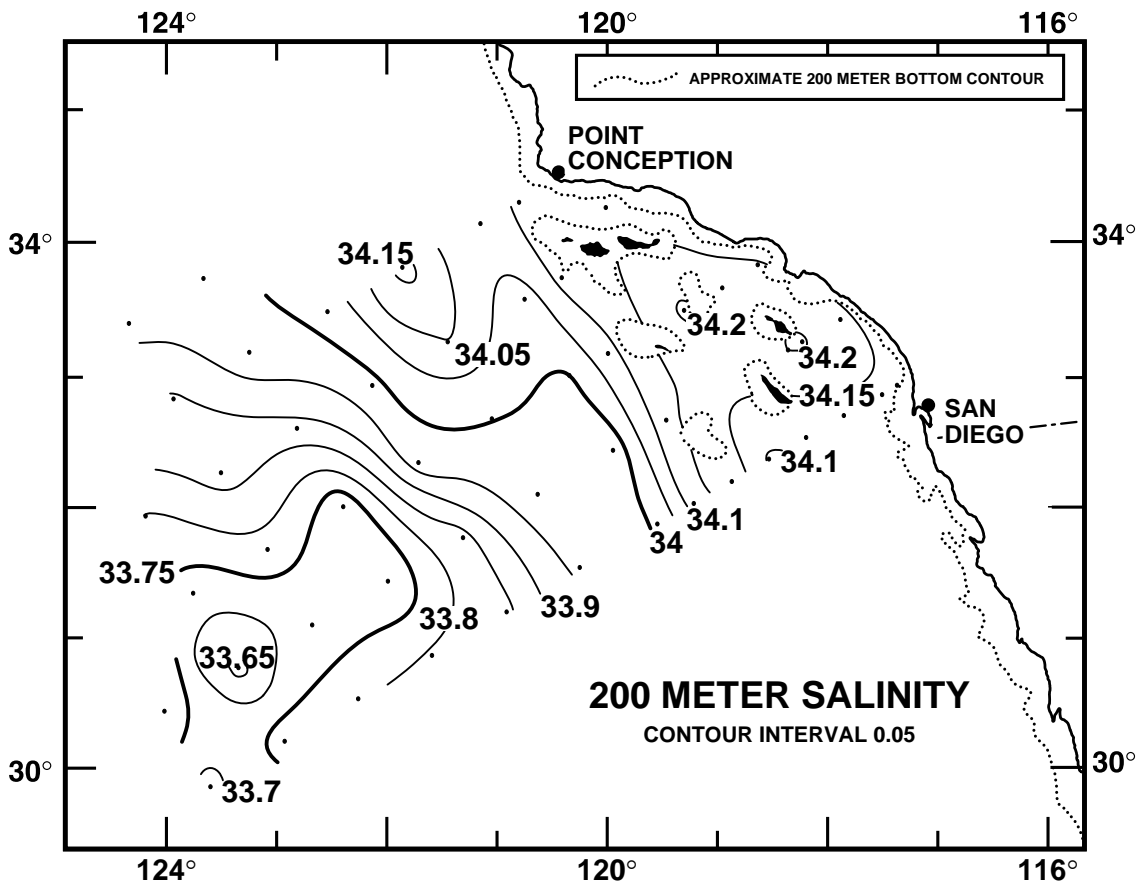 124° 120° 116°
APPROXIMATE 200 METER BOTTOM CONTOUR
POINT
CONCEPTION
34° 34°
34.15
34.2
34.05
34.2
34.15
SAN
DIEGO
34.1
34.1
34
33.75
33.9
33.8
33.65
200 METER SALINITY
CONTOUR INTERVAL 0.05
30° 30°
33.7
124° 120° 116°